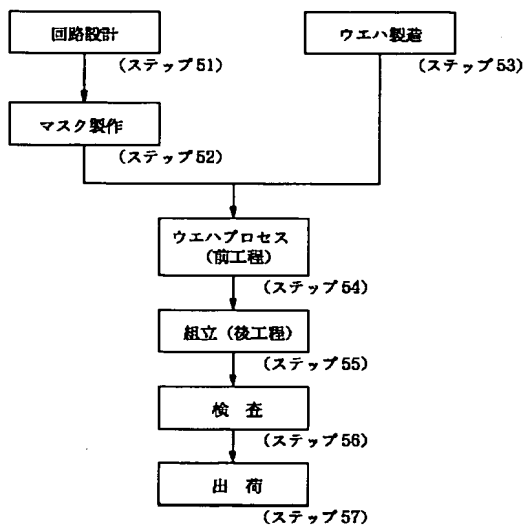 回路設計
(ステップ51)
ウエハ製造
(ステップ53)
マスク製作
(ステップ52)
ウエハプロセス
(前工程)
(ステップ54)
組立(後工程)
(ステップ55)
検 査
(ステップ56)
出 荷
(ステップ57)